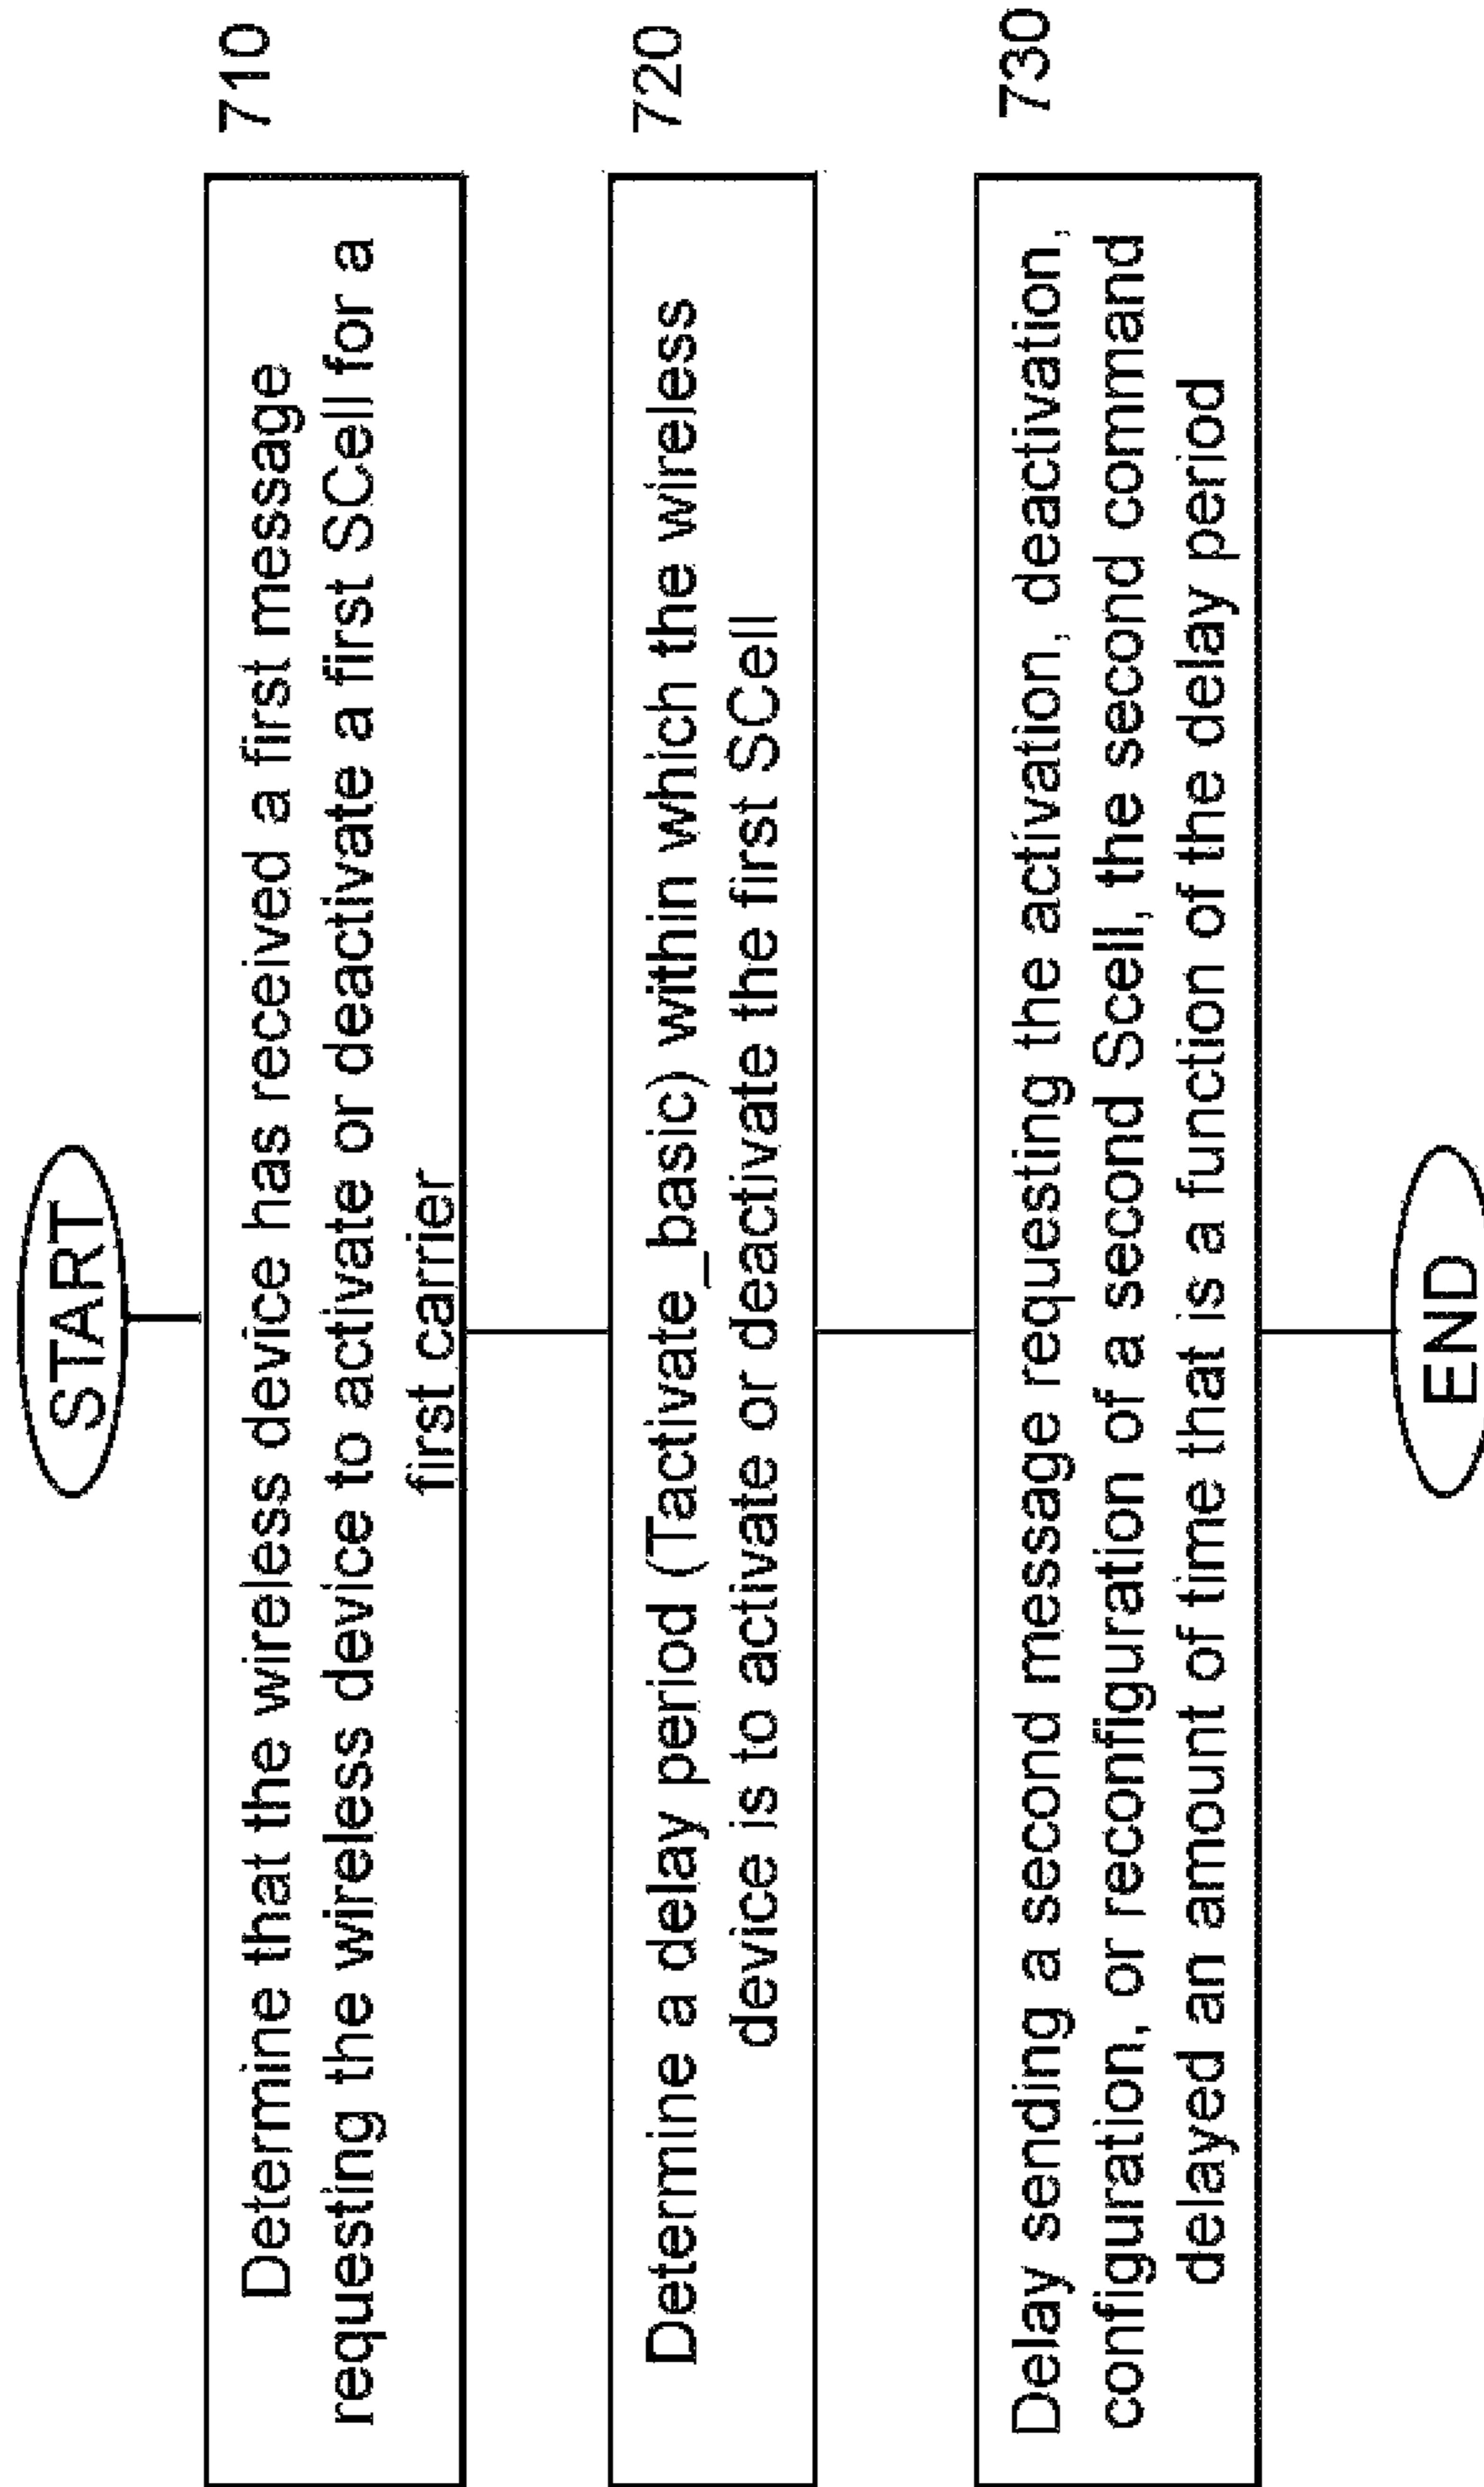 START
710
Determine that the wireless device has received a first message
requesting the wireless device to activate or deactivate a first SCell for a
first carrier
720
Determine a delay period (Tactivate_basic) within which the wireless
device is to activate or deactivate the first SCell
730
Delay sending a second message requesting the activation, deactivation,
configuration, or reconfiguration of a second Scell, the second command
delayed an amount of time that is a function of the delay period
END